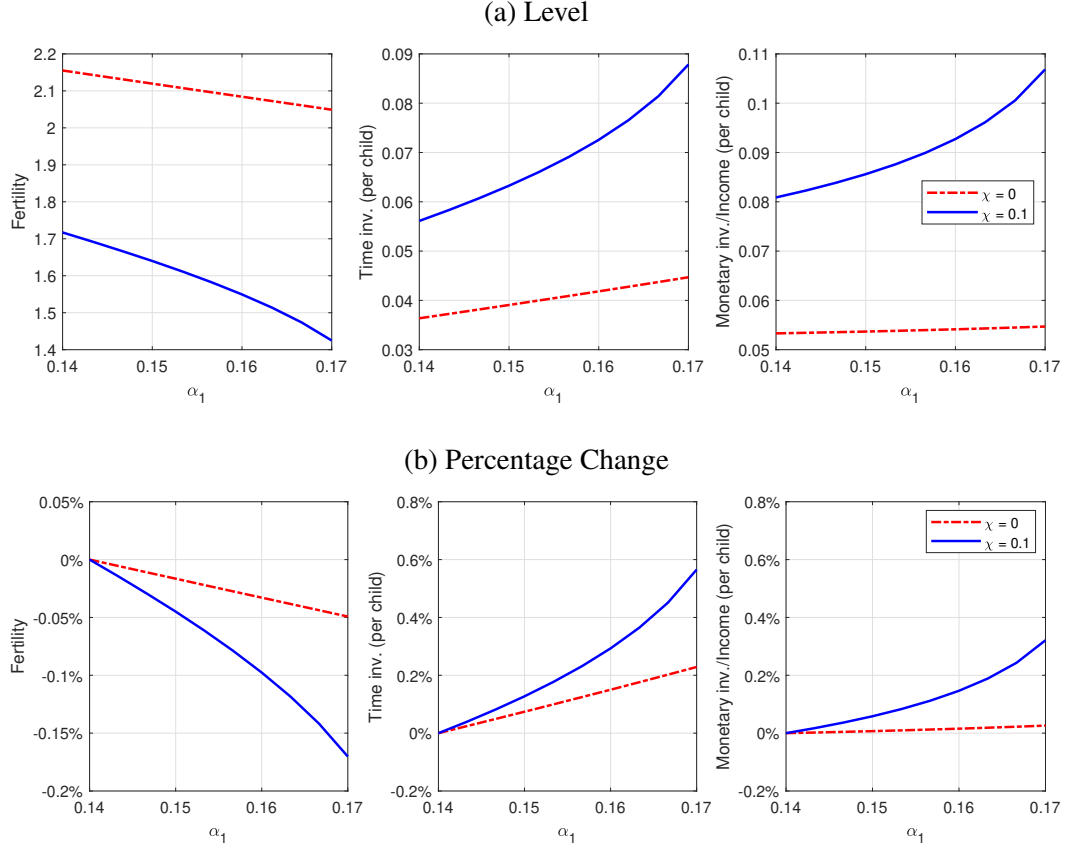 (a) Level
2.2
2.1
2
1.9
1.8
1.7
1.6
1.5
1.4
0.14 0.15 0.16 0.17
α1
Fertility
0.09
0.08
0.07
0.06
0.05
0.04
0.03
0.14 0.15 0.16 0.17
α1
Time inv. (per child)
0.11
0.1
0.09
0.08
0.07
0.06
0.05
0.14 0.15 0.16 0.17
α1
Monetary inv./Income (per child)
χ = 0
χ = 0.1
(b) Percentage Change
0.05%
0%
-0.05%
-0.1%
-0.15%
-0.2%
0.14 0.15 0.16 0.17
α1
Fertility
0.8%
0.6%
0.4%
0.2%
0%
-0.2%
0.14 0.15 0.16 0.17
α1
Time inv. (per child)
0.8%
0.6%
0.4%
0.2%
0%
-0.2%
0.14 0.15 0.16 0.17
α1
Monetary inv./Income (per child)
χ = 0
χ = 0.1